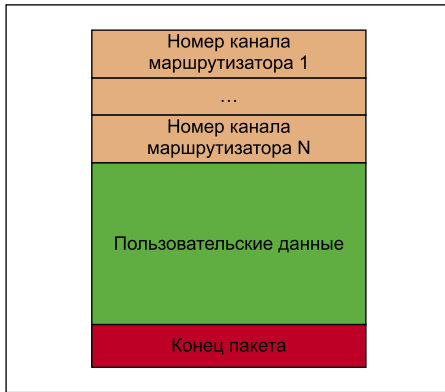 Номер канала
маршрутизатора 1
...
Номер канала
маршрутизатора N
Пользовательские данные
Конец пакета